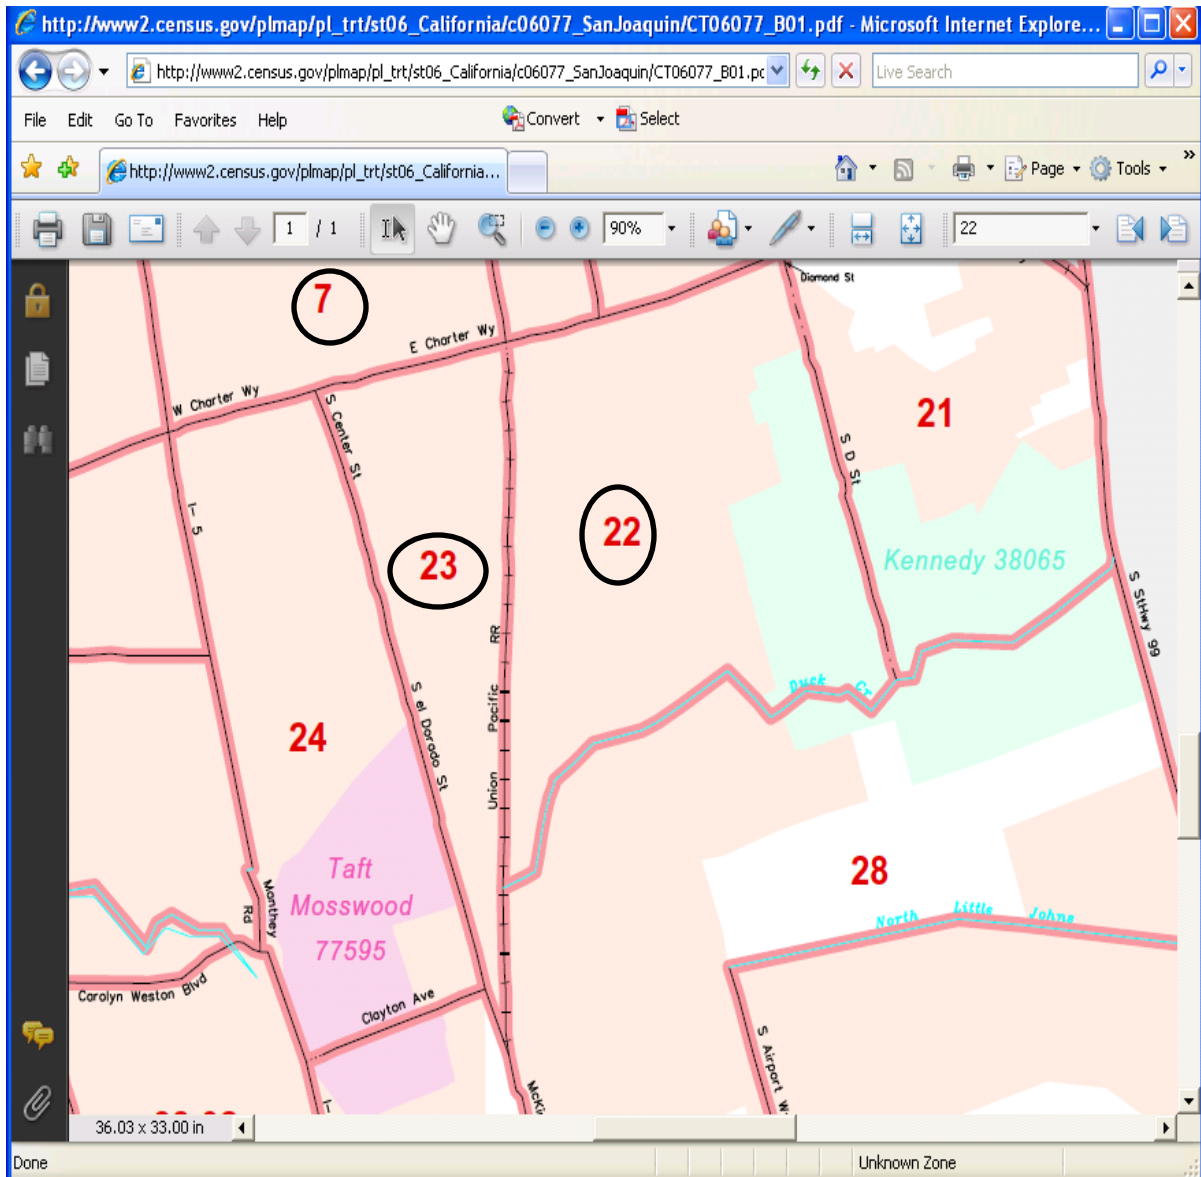 http://www2.census.gov/plmap/pl_trt/st06_California/c06077_SanJoaquin/CT06077_B01.pdf - Microsoft Internet Explore...
http://www2.census.gov/plmap/pl_trt/st06_California/c06077_SanJoaquin/CT06077_B01.pc
Live Search
File Edit Go To Favorites Help
Convert
Select
http://www2.census.gov/plmap/pl_trt/st06_California...
Page
Tools
»
1 / 1
90%
22
Diamond St
7
E Charter Wy
W Charter Wy
S Center St
21
S D St
I- 5
22
23
Kennedy 38065
S StHwy 99
Union Pacific RR
Duck Cr
S el Dorado St
24
Taft
Mosswood
77595
28
Manthey Rd
North Little Johns
Carolyn Weston Blvd
Clayton Ave
S Airport W
I-
36.03 x 33.00 in
Done
Unknown Zone